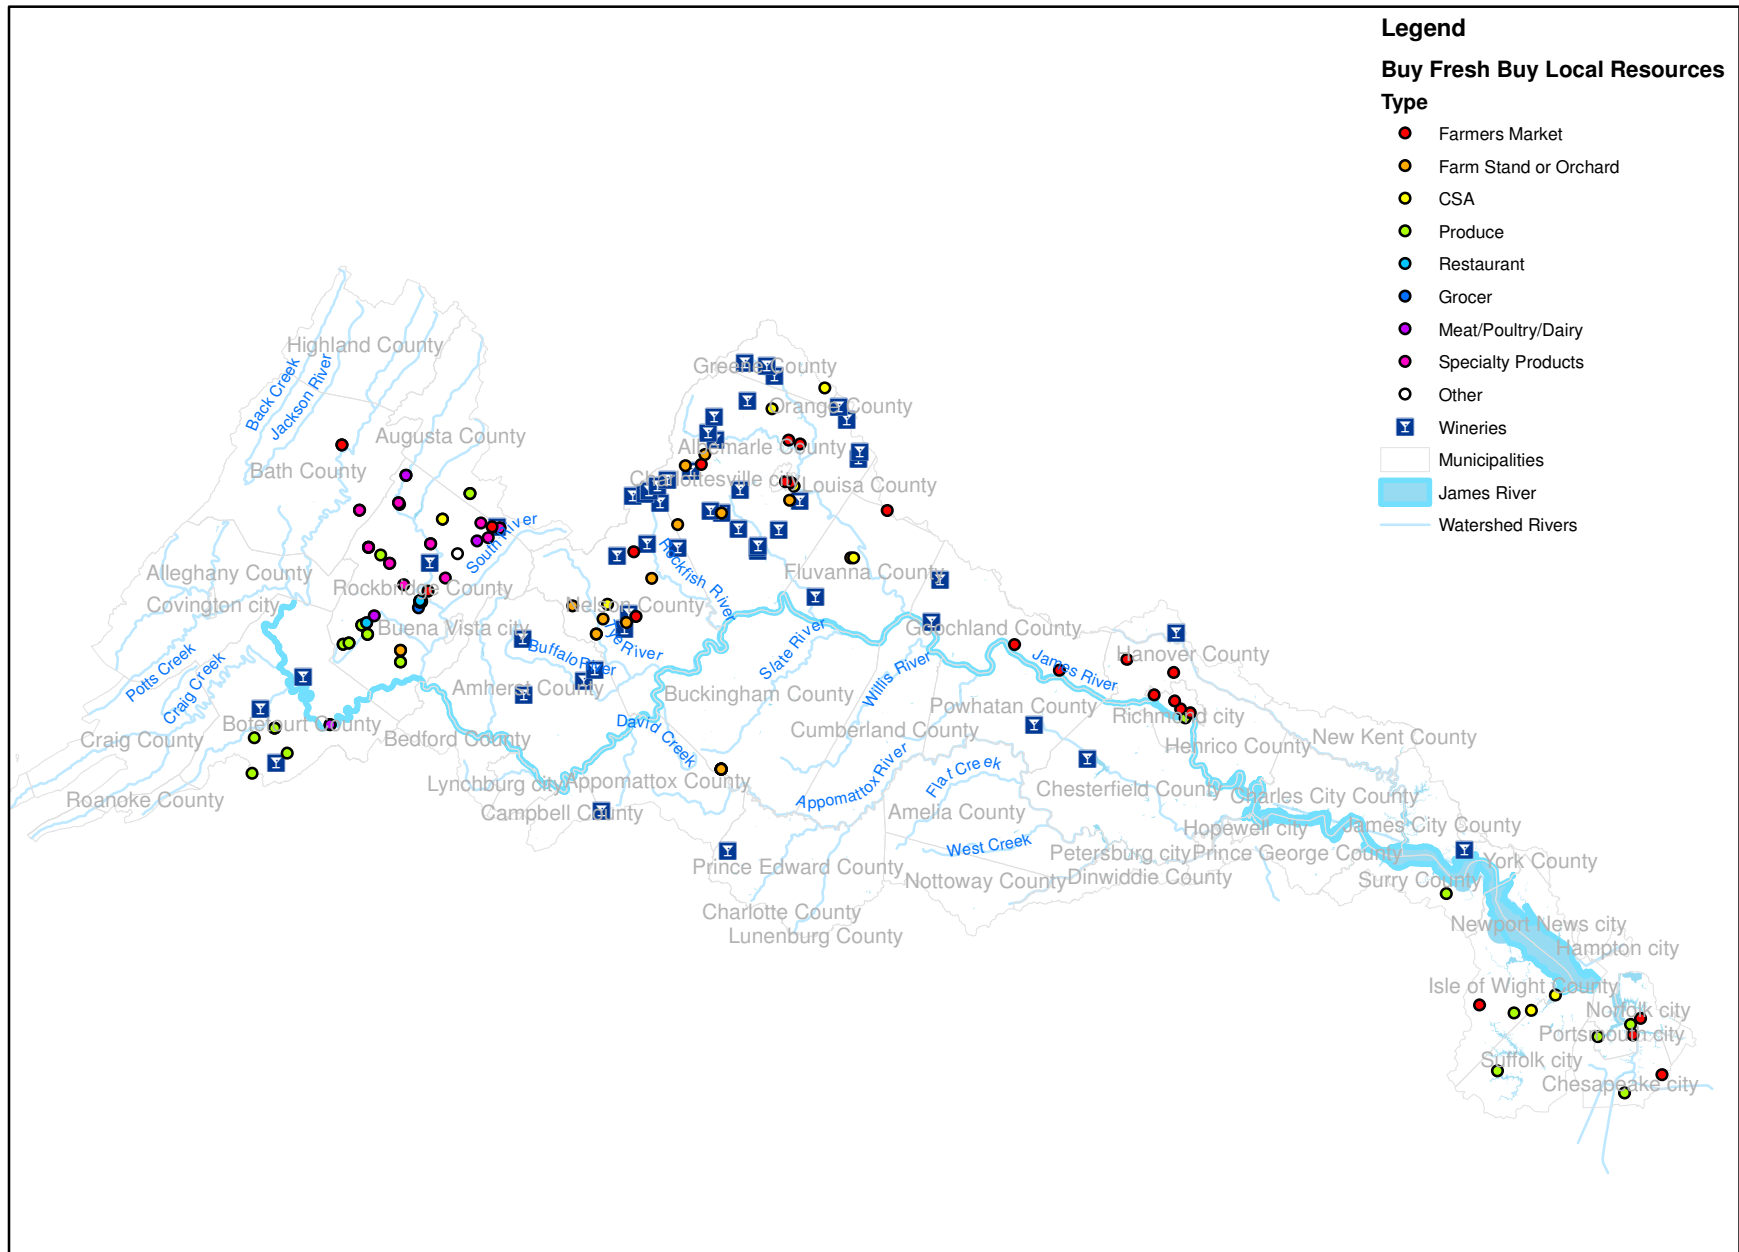 Legend
Buy Fresh Buy Local Resources
Type
Farmers Market
Farm Stand or Orchard
CSA
Produce
Restaurant
Grocer
Meat/Poultry/Dairy
Specialty Products
Other
Wineries
Municipalities
James River
Watershed Rivers
Highland County
Back Creek
Jackson River
Greene County
Orange County
Augusta County
Albemarle County
Bath County
Charlottesville city
Louisa County
South River
Rockfish River
Alleghany County
Fluvanna County
Rockbridge County
Covington city
Nelson County
Buena Vista city
Goochland County
Tye River
Buffalo River
Slate River
Hanover County
James River
Potts Creek
Craig Creek
Willis River
Amherst County
Buckingham County
Powhatan County
Richmond city
Botetourt County
David Creek
Cumberland County
Craig County
Bedford County
Henrico County
New Kent County
Appomattox River
Flat Creek
Lynchburg city
Appomattox County
Chesterfield County
Charles City County
Roanoke County
Campbell County
Amelia County
Hopewell city
James City County
West Creek
Petersburg city
Prince George County
York County
Prince Edward County
Nottoway County
Dinwiddie County
Surry County
Charlotte County
Lunenburg County
Newport News city
Hampton city
Isle of Wight County
Norfolk city
Portsmouth city
Suffolk city
Chesapeake city